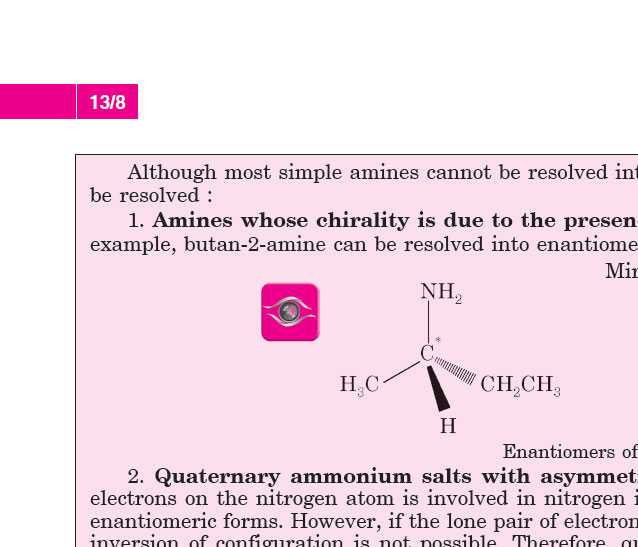 13/8
Although most simple amines cannot be resolved int
be resolved :
1. Amines whose chirality is due to the presen
example, butan-2-amine can be resolved into enantiome
Mir
NH₂
C*
H₃C
CH₂CH₃
H
Enantiomers of
2. Quaternary ammonium salts with asymmet
electrons on the nitrogen atom is involved in nitrogen i
enantiomeric forms. However, if the lone pair of electron
inversion of configuration is not possible. Therefore, qu